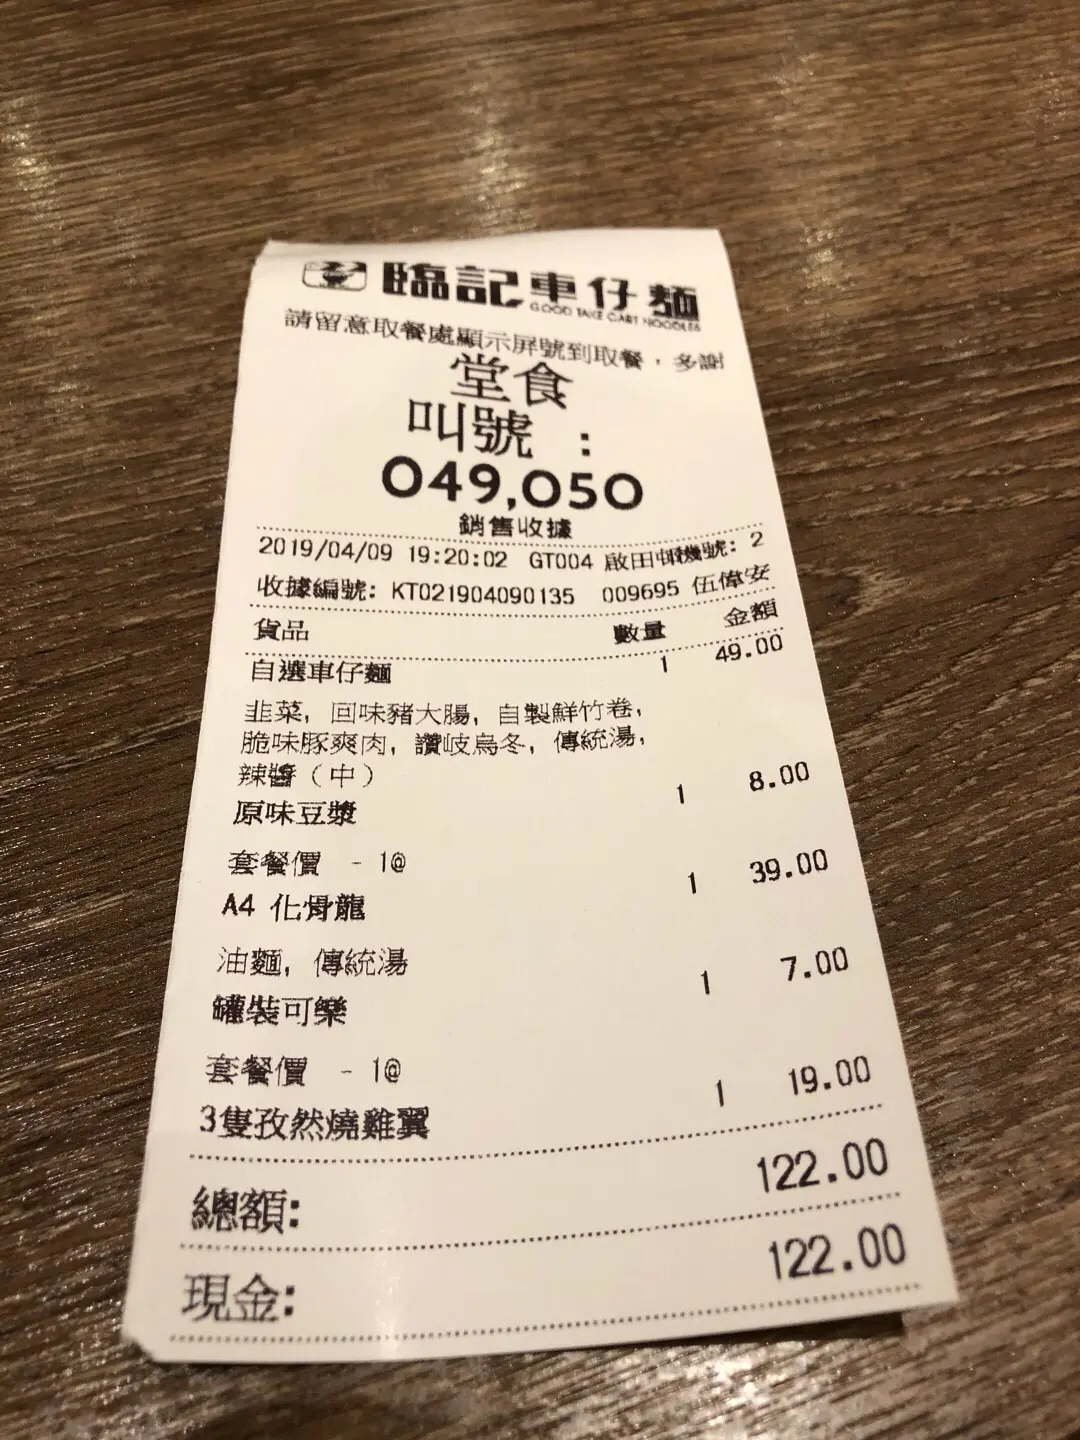 臨記車仔麵
GOOD TAKE CART NOODLES
請留意取餐處顯示屏號到取餐，多謝
堂食
叫號 :
049,050
銷售收據
2019/04/09 19:20:02 GT004 啟田 機號: 2
收據編號: KT021904090135 009695 伍偉安
貨品 數量 金額
自選車仔麵 1 49.00
韭菜, 回味豬大腸, 自製鮮竹卷,
脆味豚爽肉, 讚岐烏冬, 傳統湯,
辣醬（中）
原味豆漿 1 8.00
套餐價 - 1@
A4 化骨龍 1 39.00
油麵, 傳統湯
罐裝可樂 1 7.00
套餐價 - 1@
3隻孜然燒雞翼 1 19.00
總額: 122.00
現金: 122.00